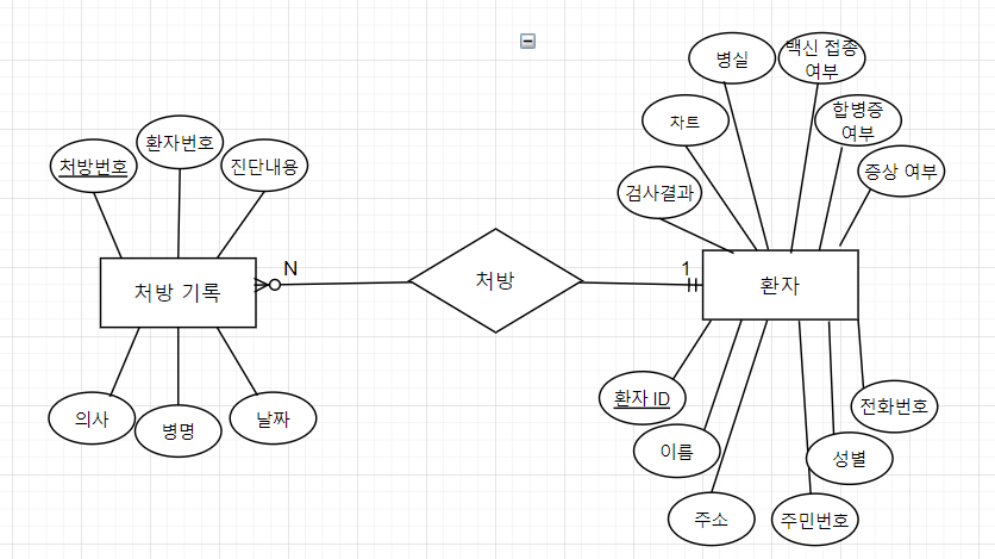 처방번호
환자번호
진단내용
처방 기록
의사
병명
날짜
N
처방
1
병실
백신 접종
여부
차트
합병증
여부
검사결과
증상 여부
환자
환자 ID
이름
주소
주민번호
성별
전화번호